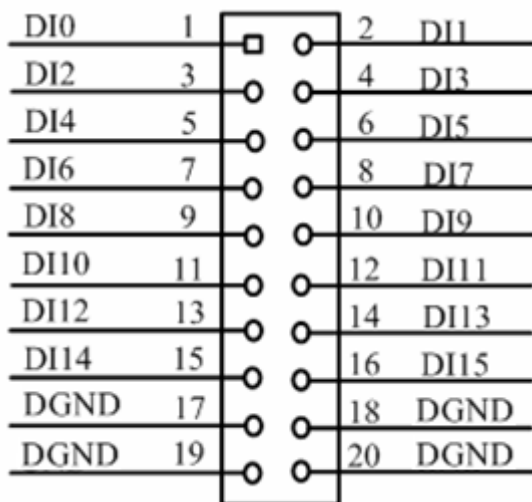 DI0 1 2 DI1
DI2 3 4 DI3
DI4 5 6 DI5
DI6 7 8 DI7
DI8 9 10 DI9
DI10 11 12 DI11
DI12 13 14 DI13
DI14 15 16 DI15
DGND 17 18 DGND
DGND 19 20 DGND